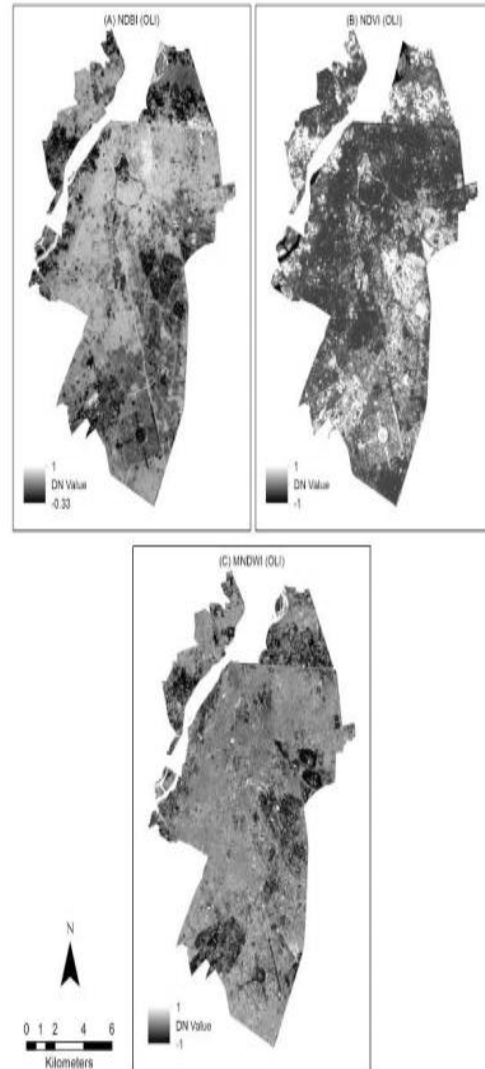 (A) NDBI (OLI)
1
DN Value
-0.33
(B) NDVI (OLI)
1
DN Value
-1
(C) MNDWI (OLI)
1
DN Value
-1
N
0 1 2 4 6
Kilometers